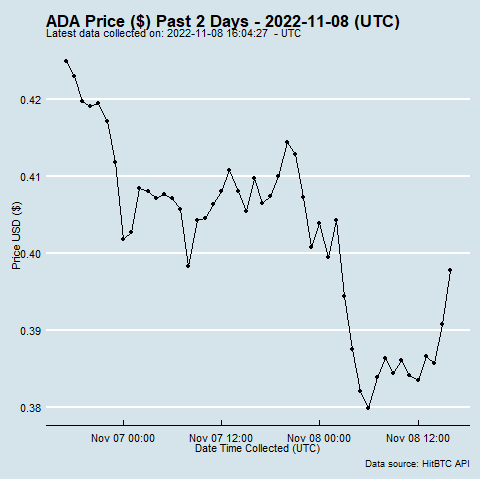 ADA Price ($) Past 2 Days - 2022-11-08 (UTC)
Latest data collected on: 2022-11-08 16:04:27  - UTC
0.42
0.41
0.40
0.39
0.38
Price USD ($)
Nov 07 00:00
Nov 07 12:00
Nov 08 00:00
Nov 08 12:00
Date Time Collected (UTC)
Data source: HitBTC API